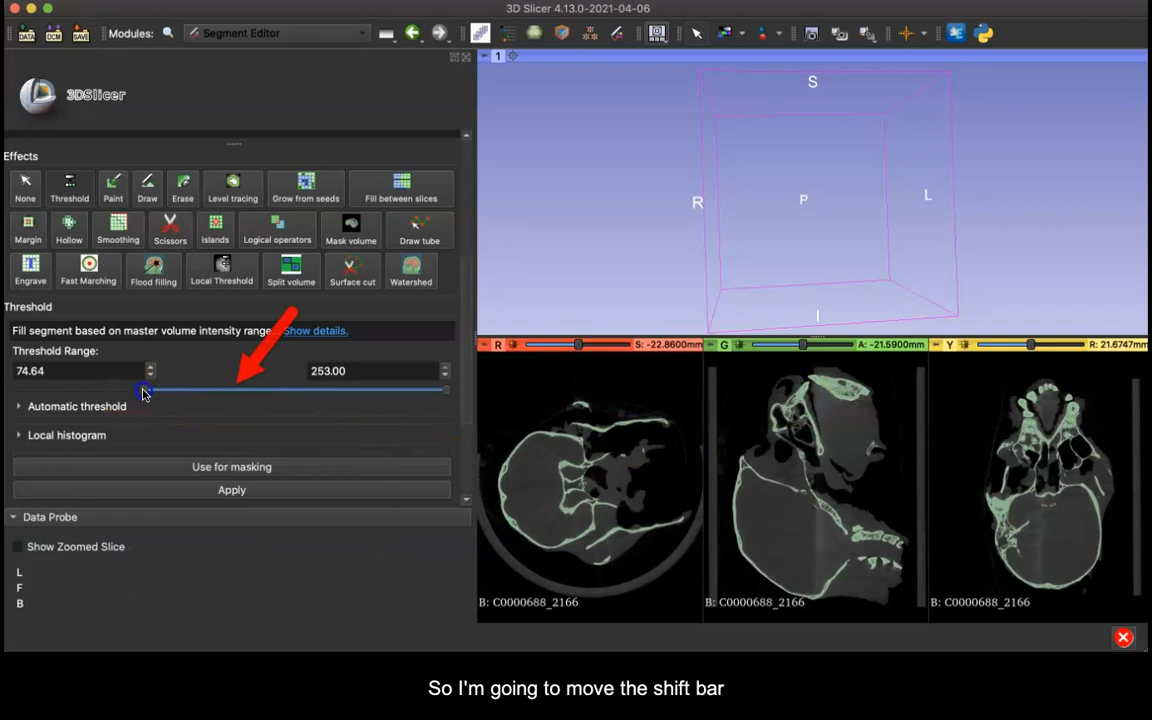 3D Slicer 4.13.0-2021-04-06
DATA DCM SAVE Modules: Segment Editor
1
3DSlicer
S
R
P
L
I
Effects
None Threshold Paint Draw Erase Level tracing Grow from seeds Fill between slices
Margin Hollow Smoothing Scissors Islands Logical operators Mask volume Draw tube
Engrave Fast Marching Flood filling Local Threshold Split volume Surface cut Watershed
Threshold
Fill segment based on master volume intensity range... Show details.
Threshold Range:
74.64 253.00
Automatic threshold
Local histogram
Use for masking
Apply
Data Probe
Show Zoomed Slice
L
F
B
R S: -22.8600mm
G A: -21.5900mm
Y R: 21.6747mm
B: C0000688_2166
B: C0000688_2166
B: C0000688_2166
So I'm going to move the shift bar